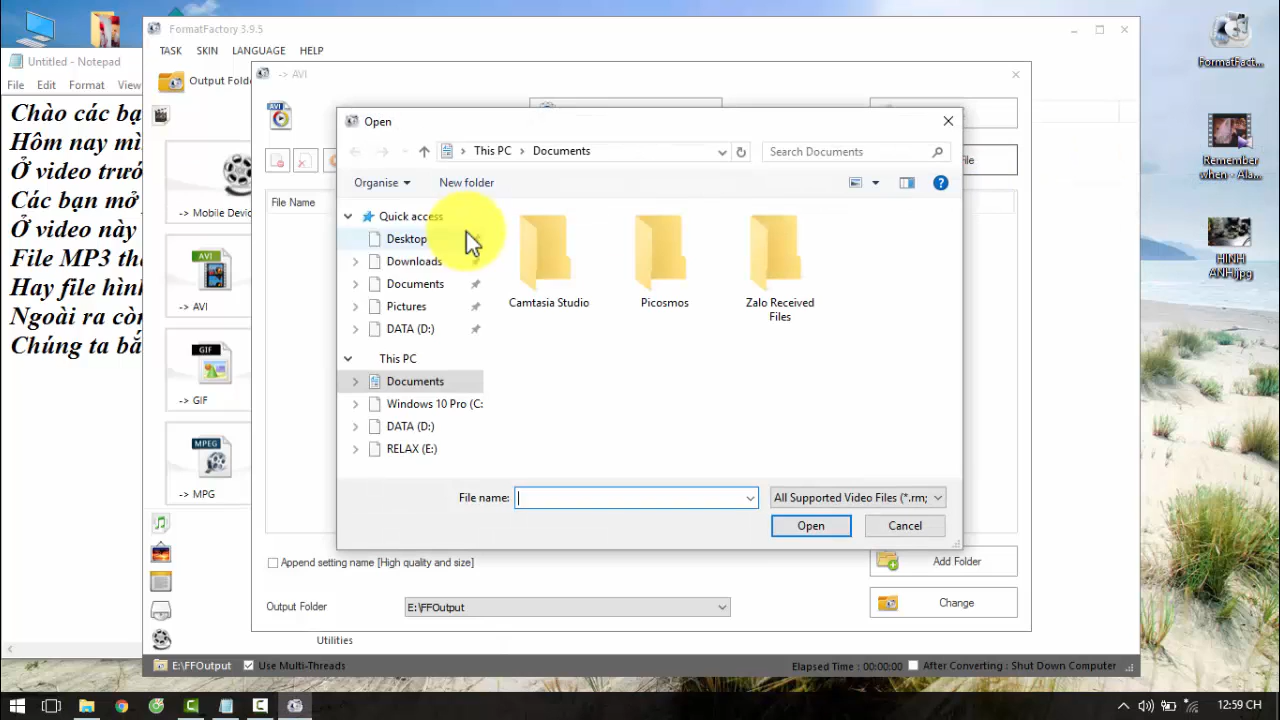 FormatFactory 3.9.5
TASK SKIN LANGUAGE HELP
Output
Untitled - Notepad
File Edit Format View
Chào các bạ
Hôm nay mì
Ở video trướ
Các bạn mở
Ở video này
File MP3 th
Hay file hìn
Ngoài ra còn
Chúng ta bắ
Mobile
AVI
-> AVI
GIF
-> GIF
MPEG
-> MPG
-> AVI
AVI
File Name
Open
This PC > Documents
Search Documents
Organise
New folder
Quick access
Desktop
Downloads
Documents
Pictures
DATA (D:)
This PC
Documents
Windows 10 Pro (C:
DATA (D:)
RELAX (E:)
Camtasia Studio
Picosmos
Zalo Received
Files
File name:
All Supported Video Files (*.rm;
Open
Cancel
Append setting name [High quality and size]
Add Folder
Output Folder
E:\FFOutput
Change
Utilities
E:\FFOutput
Use Multi-Threads
Elapsed Time : 00:00:00
After Converting : Shut Down Computer
FormatFact...
Remember
when - Ala...
HINH
ANH.jpg
12:59 CH